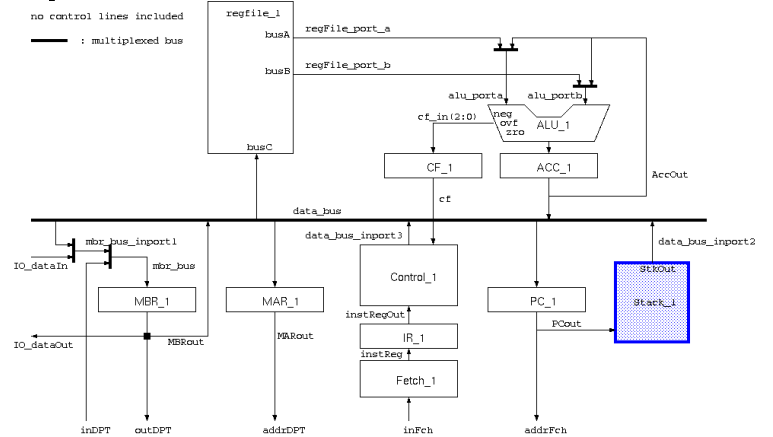 regfile_1
no control lines included
busA
regFile_port_a
: multiplexed bus
busB
regFile_port_b
alu_porta
alu_portb
neg
cf_in(2:0)
ovf
ALU_1
zro
busC
CF_1
ACC_1
AccOut
cf
data_bus
mbr_bus_inport1
data_bus_inport3
data_bus_inport2
IO_dataIn
mbr_bus
StkOut
Control_1
MBR_1
MAR_1
PC_1
Stack_1
instRegOut
PCout
IO_dataOut
MBRout
MARout
IR_1
instReg
Fetch_1
inDPT
outDPT
addrDPT
inFch
addrFch